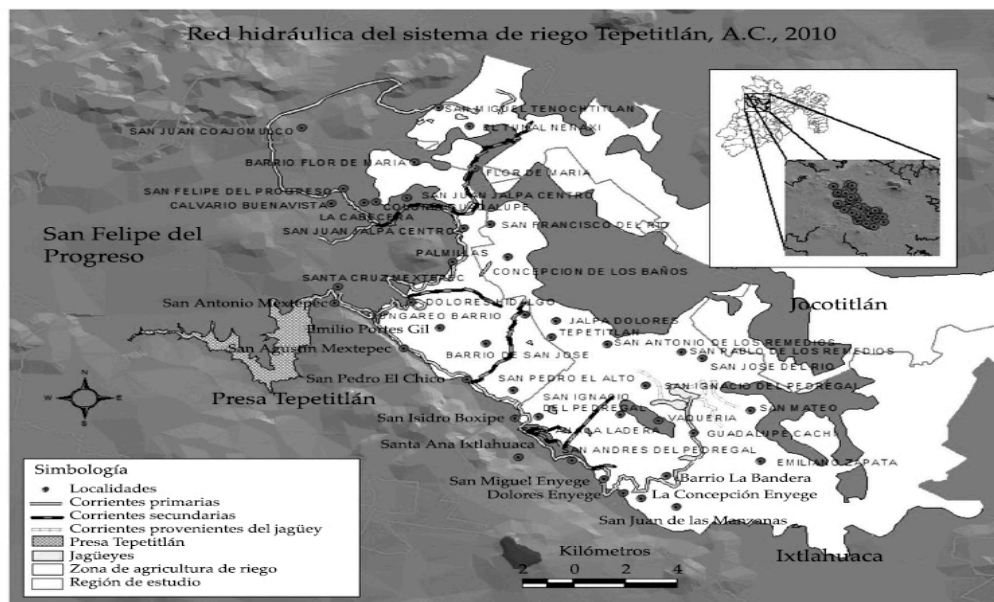 Red hidráulica del sistema de riego Tepetitlán, A.C., 2010
SAN MIGUEL TENOCHTITLAN
SAN JUAN COAJOMULCO
EL TUNAL NENAXI
BARRIO FLOR DE MARIA
FLOR DE MARIA
SAN FELIPE DEL PROGRESO
SAN JUAN JALPA CENTRO
CALVARIO BUENAVISTA
COLONIA GUADALUPE
LA CABECERA
SAN JUAN JALPA CENTRO
SAN FRANCISCO DEL RIO
San Felipe del
Progreso
PALMILLAS
CONCEPCION DE LOS BAÑOS
SANTA CRUZ MEXTEPEC
San Antonio Mextepec
DOLORES HIDALGO
Jocotitlán
TUNGAREO BARRIO
JALPA DOLORES
Emilio Portes Gil
TEPETITLAN
San Agustin Mextepec
SAN ANTONIO DE LOS REMEDIOS
BARRIO DE SAN JOSE
SAN PABLO DE LOS REMEDIOS
SAN JOSE DEL RIO
San Pedro El Chico
SAN PEDRO EL ALTO
SAN IGNACIO DEL PEDREGAL
Presa Tepetitlán
SAN IGNACIO
DEL PEDREGAL
SAN MATEO
San Isidro Boxipe
VAQUERIA
LA LADERA
GUADALUPE CACHI
Santa Ana Ixtlahuaca
SAN ANDRES DEL PEDREGAL
EMILIANO ZAPATA
San Miguel Enyege
Barrio La Bandera
Dolores Enyege
La Concepción Enyege
San Juan de las Manzanas
Ixtlahuaca
N
W
E
S
Simbología
Localidades
Corrientes primarias
Corrientes secundarias
Corrientes provenientes del jagüey
Presa Tepetitlán
Jagüeyes
Zona de agricultura de riego
Región de estudio
Kilómetros
2 0 2 4